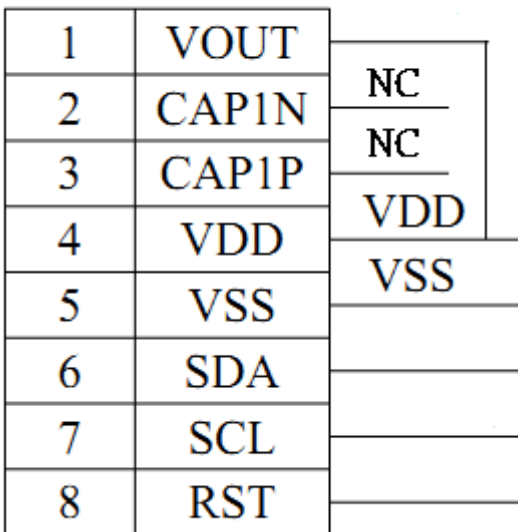 1 VOUT
NC
2 CAP1N
NC
3 CAP1P
VDD
4 VDD
VSS
5 VSS
6 SDA
7 SCL
8 RST